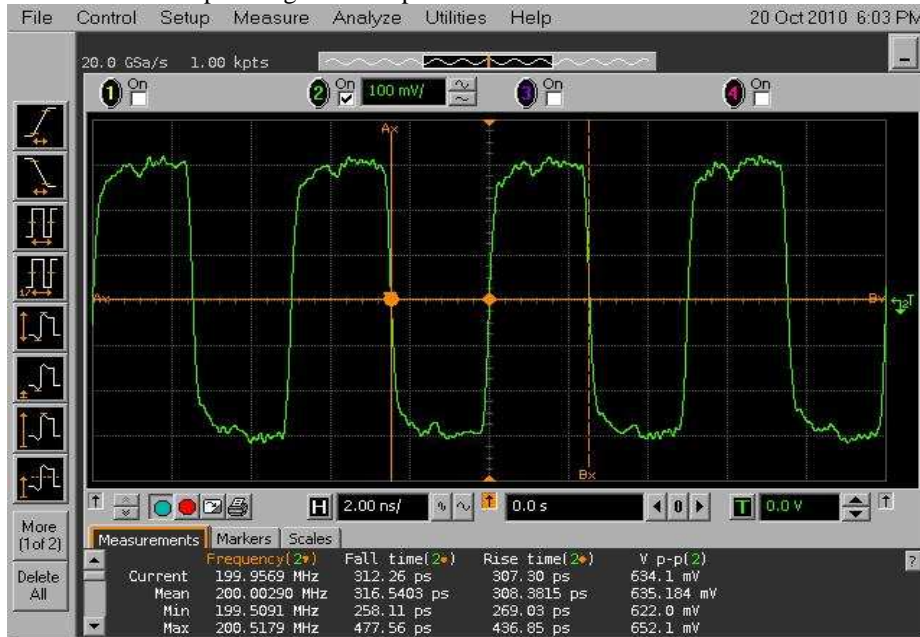 File Control Setup Measure Analyze Utilities Help 20 Oct 2010 6:03 PM
20.0 GSa/s 1.00 kpts
1 On 2 On 100 mV/ 3 On 4 On
Ax
Ax Bx T
Bx
H 2.00 ns/ 0.0 s 0 T 0.0 V
More (1of 2)
Delete All
Measurements Markers Scales
Frequency(2) Fall time(2) Rise time(2) V p-p(2)
Current 199.9569 MHz 312.26 ps 307.30 ps 634.1 mV
Mean 200.00290 MHz 316.5403 ps 308.3815 ps 635.184 mV
Min 199.5091 MHz 258.11 ps 269.03 ps 622.0 mV
Max 200.5179 MHz 477.56 ps 436.85 ps 652.1 mV